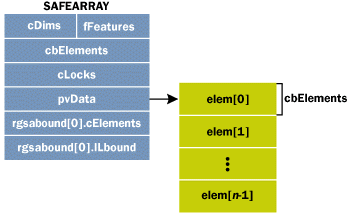 SAFEARRAY
cDims fFeatures
cbElements
cLocks
pvData
rgsabound[0].cElements
rgsabound[0].lLbound
elem[0]
cbElements
elem[1]
elem[n-1]